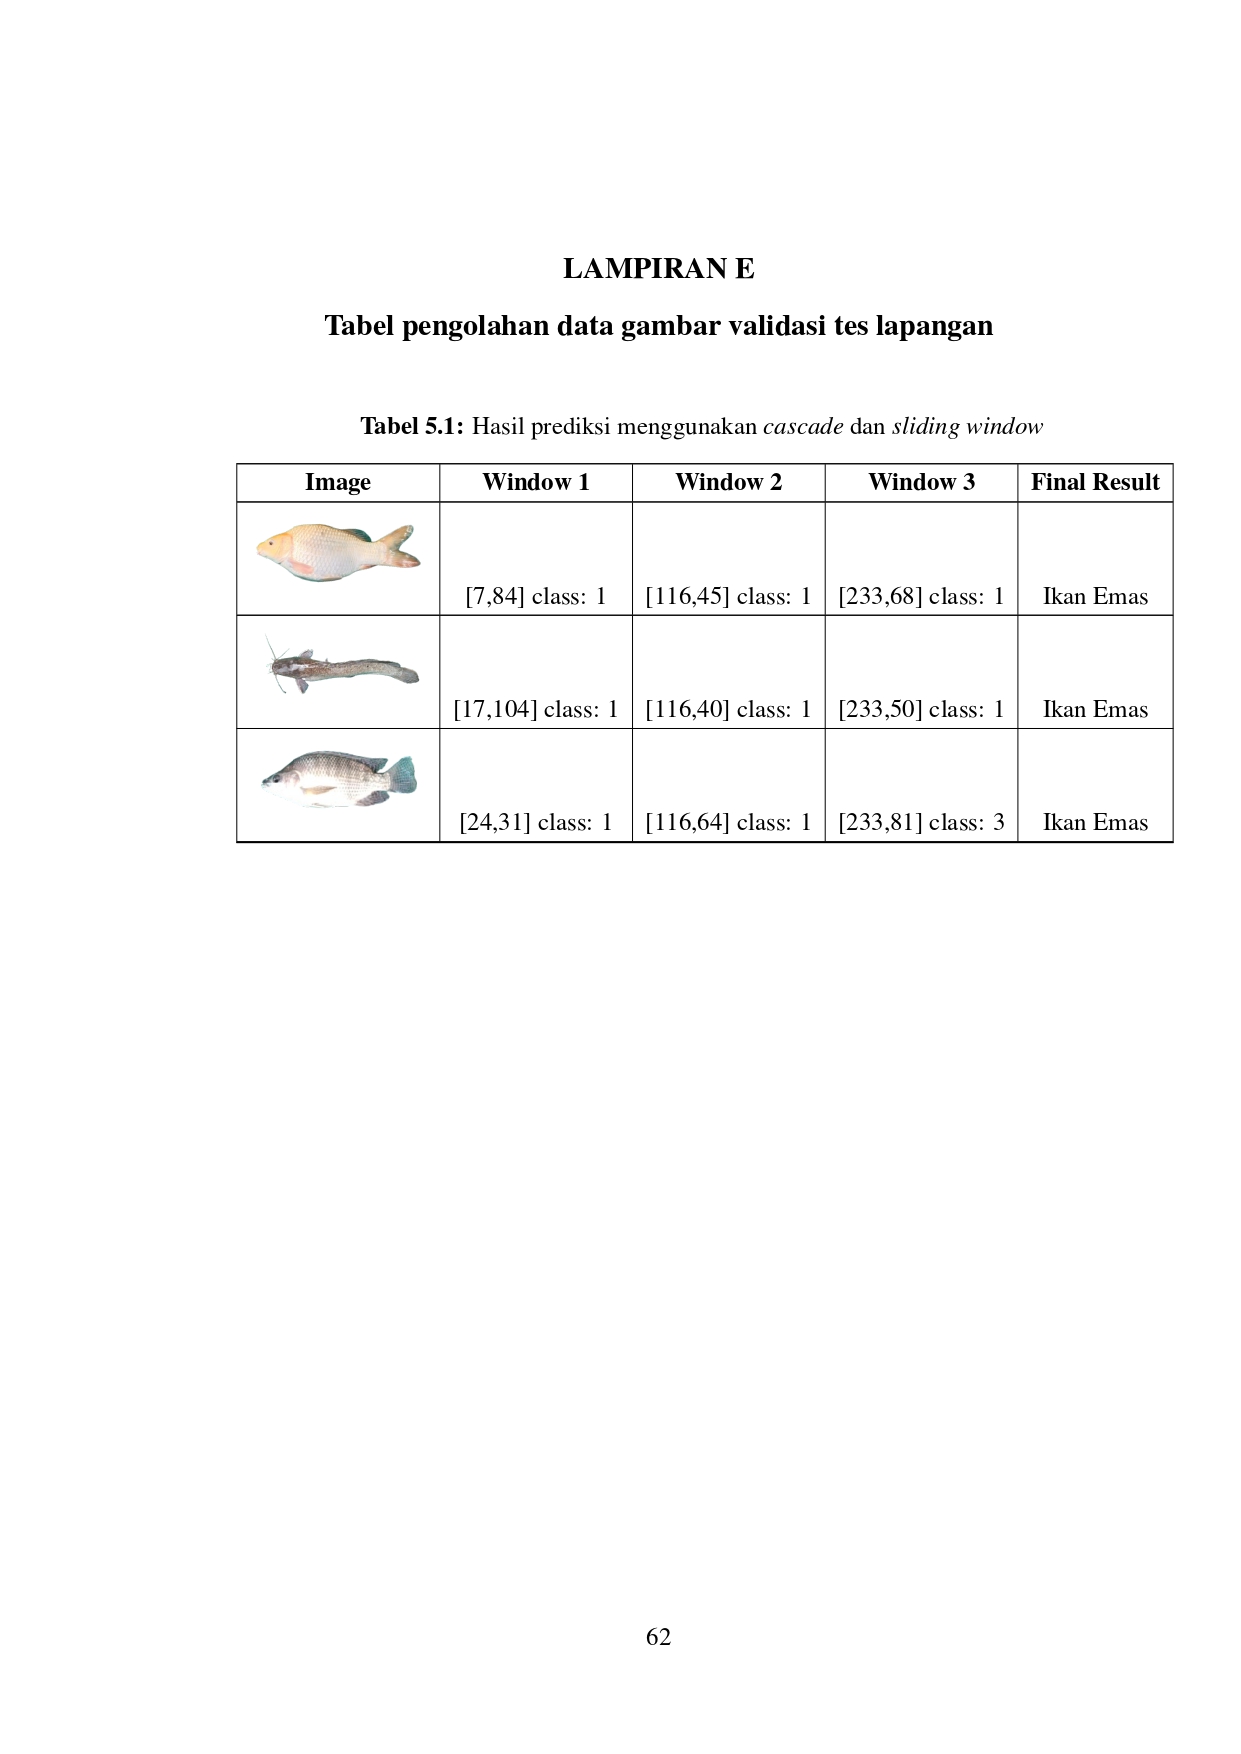 LAMPIRAN E
Tabel pengolahan data gambar validasi tes lapangan
Tabel 5.1: Hasil prediksi menggunakan cascade dan sliding window
Image Window 1 Window 2 Window 3 Final Result
[7,84] class: 1 [116,45] class: 1 [233,68] class: 1 Ikan Emas
[17,104] class: 1 [116,40] class: 1 [233,50] class: 1 Ikan Emas
[24,31] class: 1 [116,64] class: 1 [233,81] class: 3 Ikan Emas
62